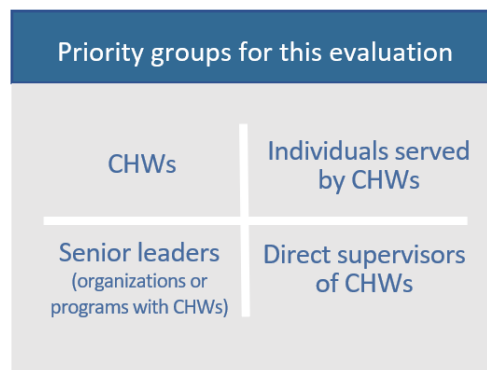 Priority groups for this evaluation
CHWs
Individuals served
by CHWs
Senior leaders
(organizations or
programs with CHWs)
Direct supervisors
of CHWs